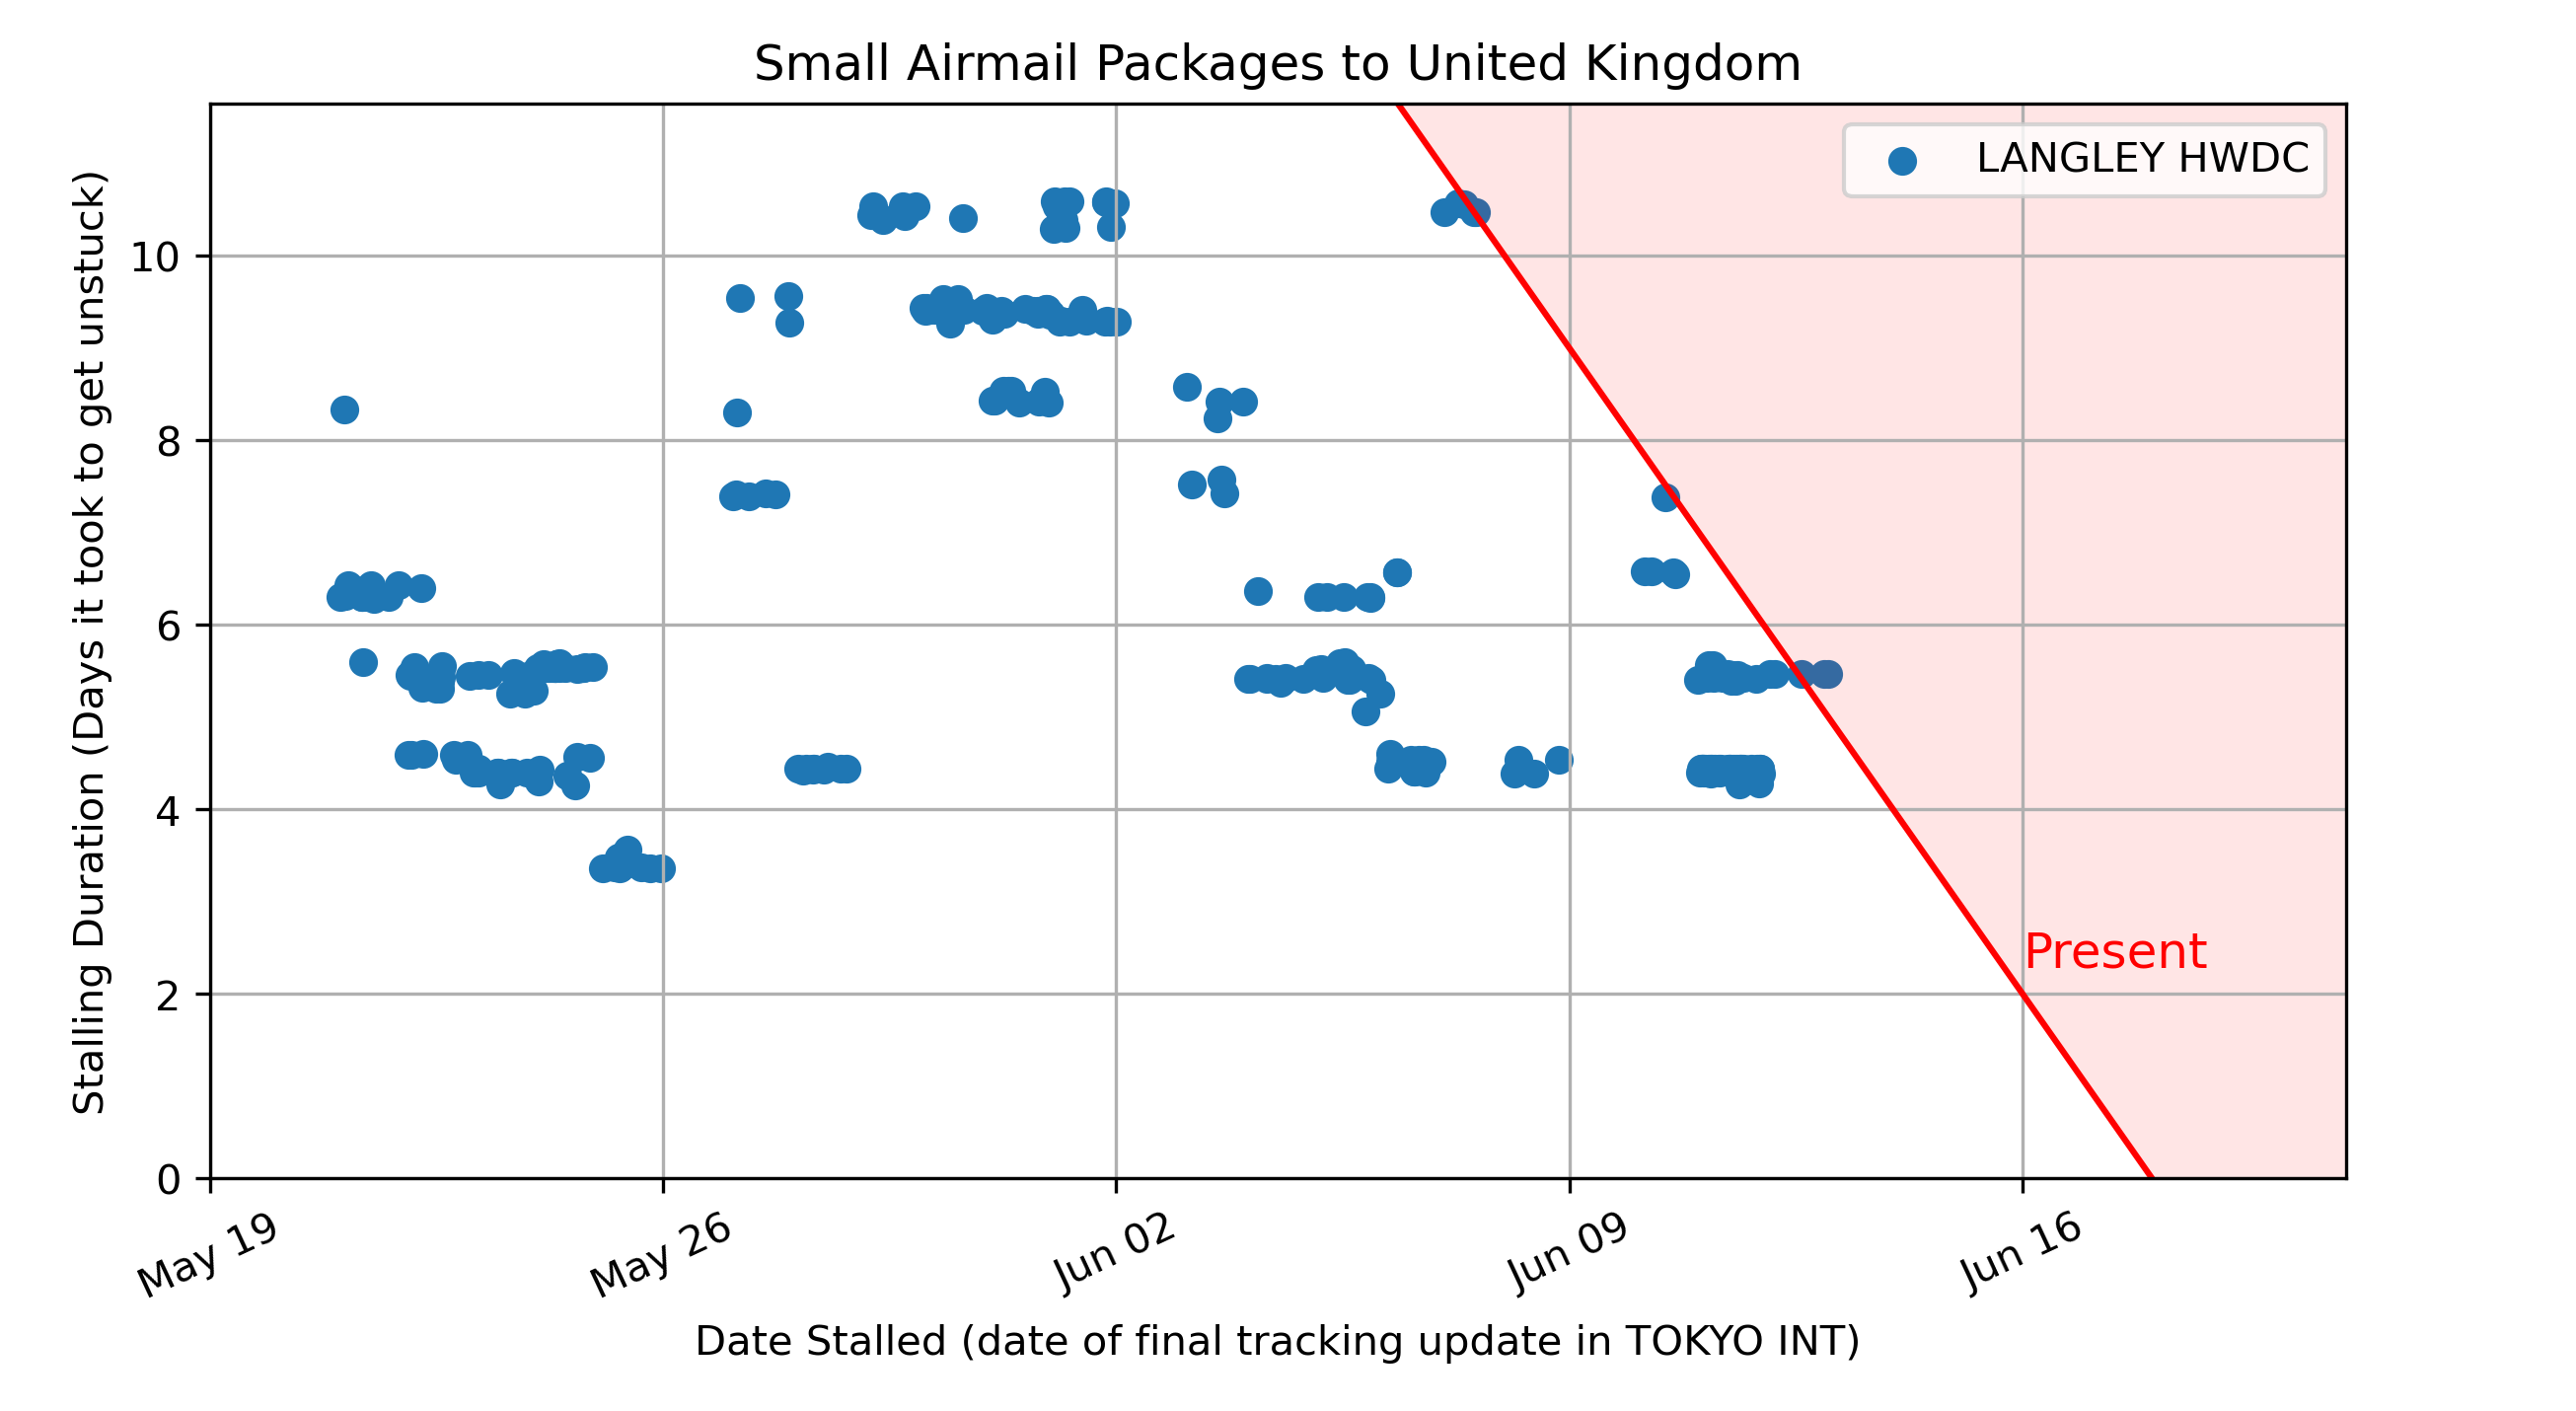 Small Airmail Packages to United Kingdom
LANGLEY HWDC
Stalling Duration (Days it took to get unstuck)
10
8
6
4
2
0
Present
May 19
May 26
Jun 02
Jun 09
Jun 16
Date Stalled (date of final tracking update in TOKYO INT)